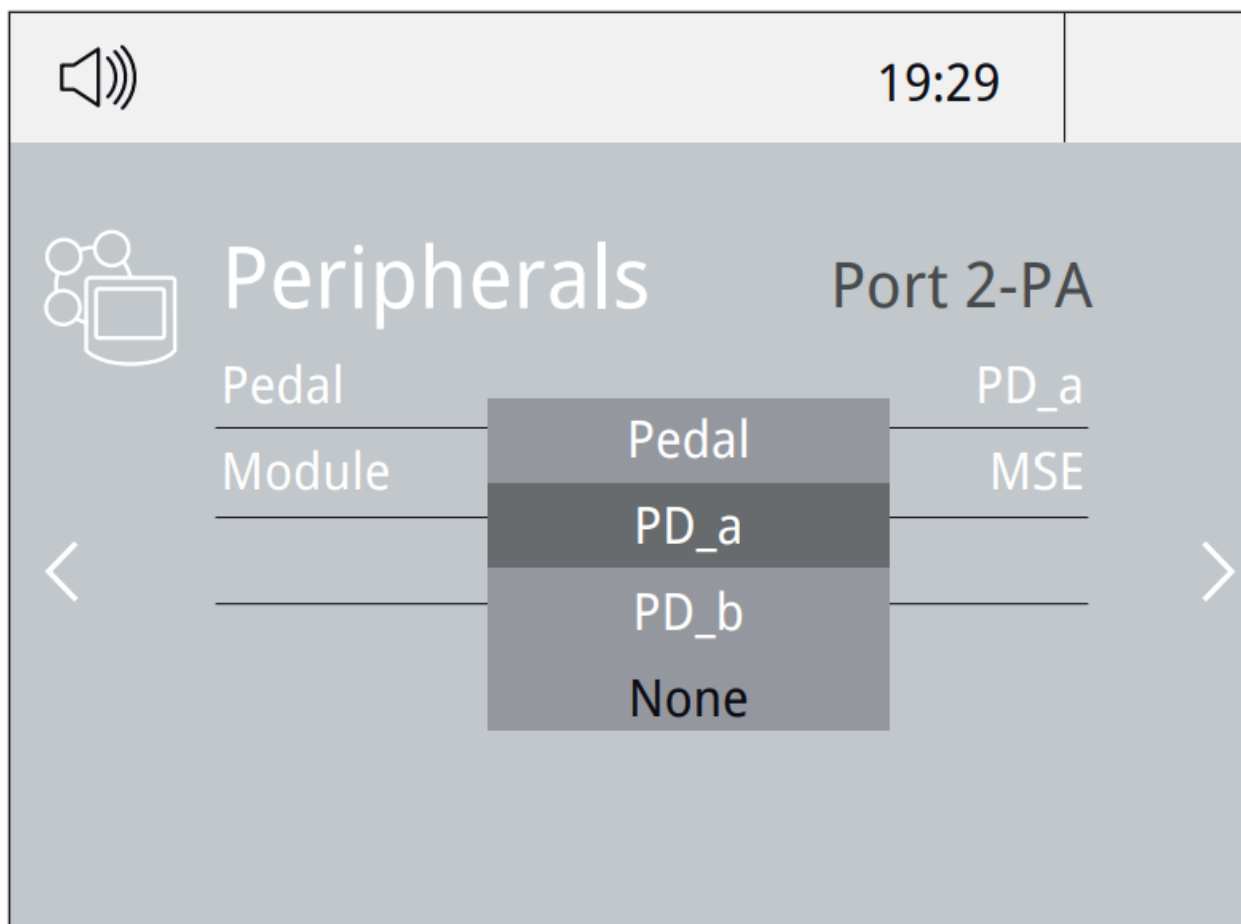 19:29
Peripherals Port 2-PA
Pedal PD_a
Module MSE
Pedal
PD_a
PD_b
None